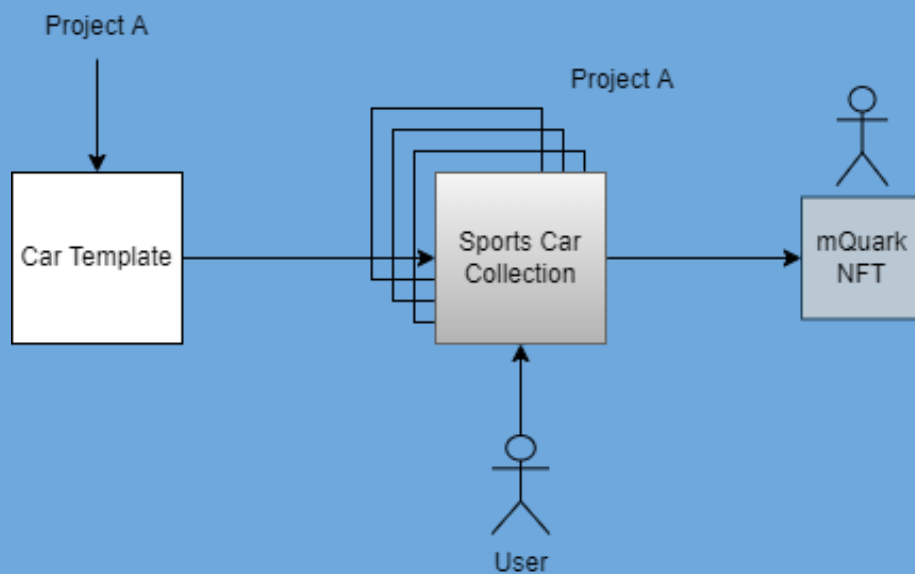 Project A
Project A
Car Template
Sports Car
Collection
mQuark
NFT
User